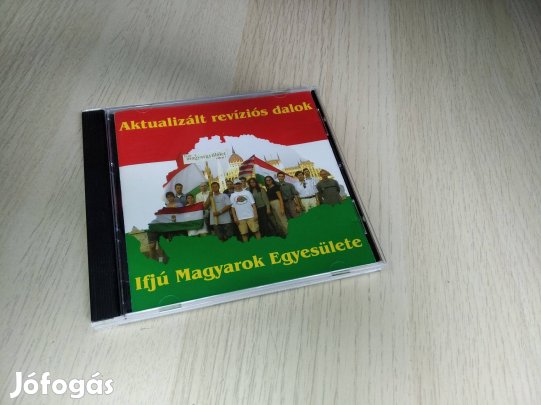 Aktualizált revíziós dalok
Ifjú Magyarok Egyesülete
Jófogás